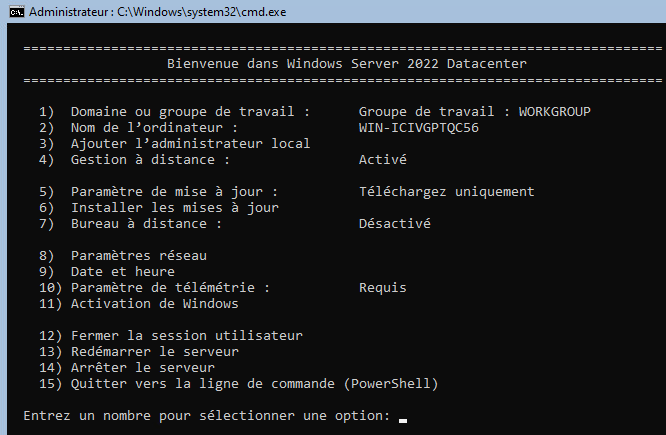 Administrateur : C:\Windows\system32\cmd.exe
================================================================================
Bienvenue dans Windows Server 2022 Datacenter
================================================================================
1) Domaine ou groupe de travail : Groupe de travail : WORKGROUP
2) Nom de l’ordinateur : WIN-ICIVGPTQC56
3) Ajouter l’administrateur local
4) Gestion à distance : Activé
5) Paramètre de mise à jour : Téléchargez uniquement
6) Installer les mises à jour
7) Bureau à distance : Désactivé
8) Paramètres réseau
9) Date et heure
10) Paramètre de télémétrie : Requis
11) Activation de Windows
12) Fermer la session utilisateur
13) Redémarrer le serveur
14) Arrêter le serveur
15) Quitter vers la ligne de commande (PowerShell)
Entrez un nombre pour sélectionner une option: _